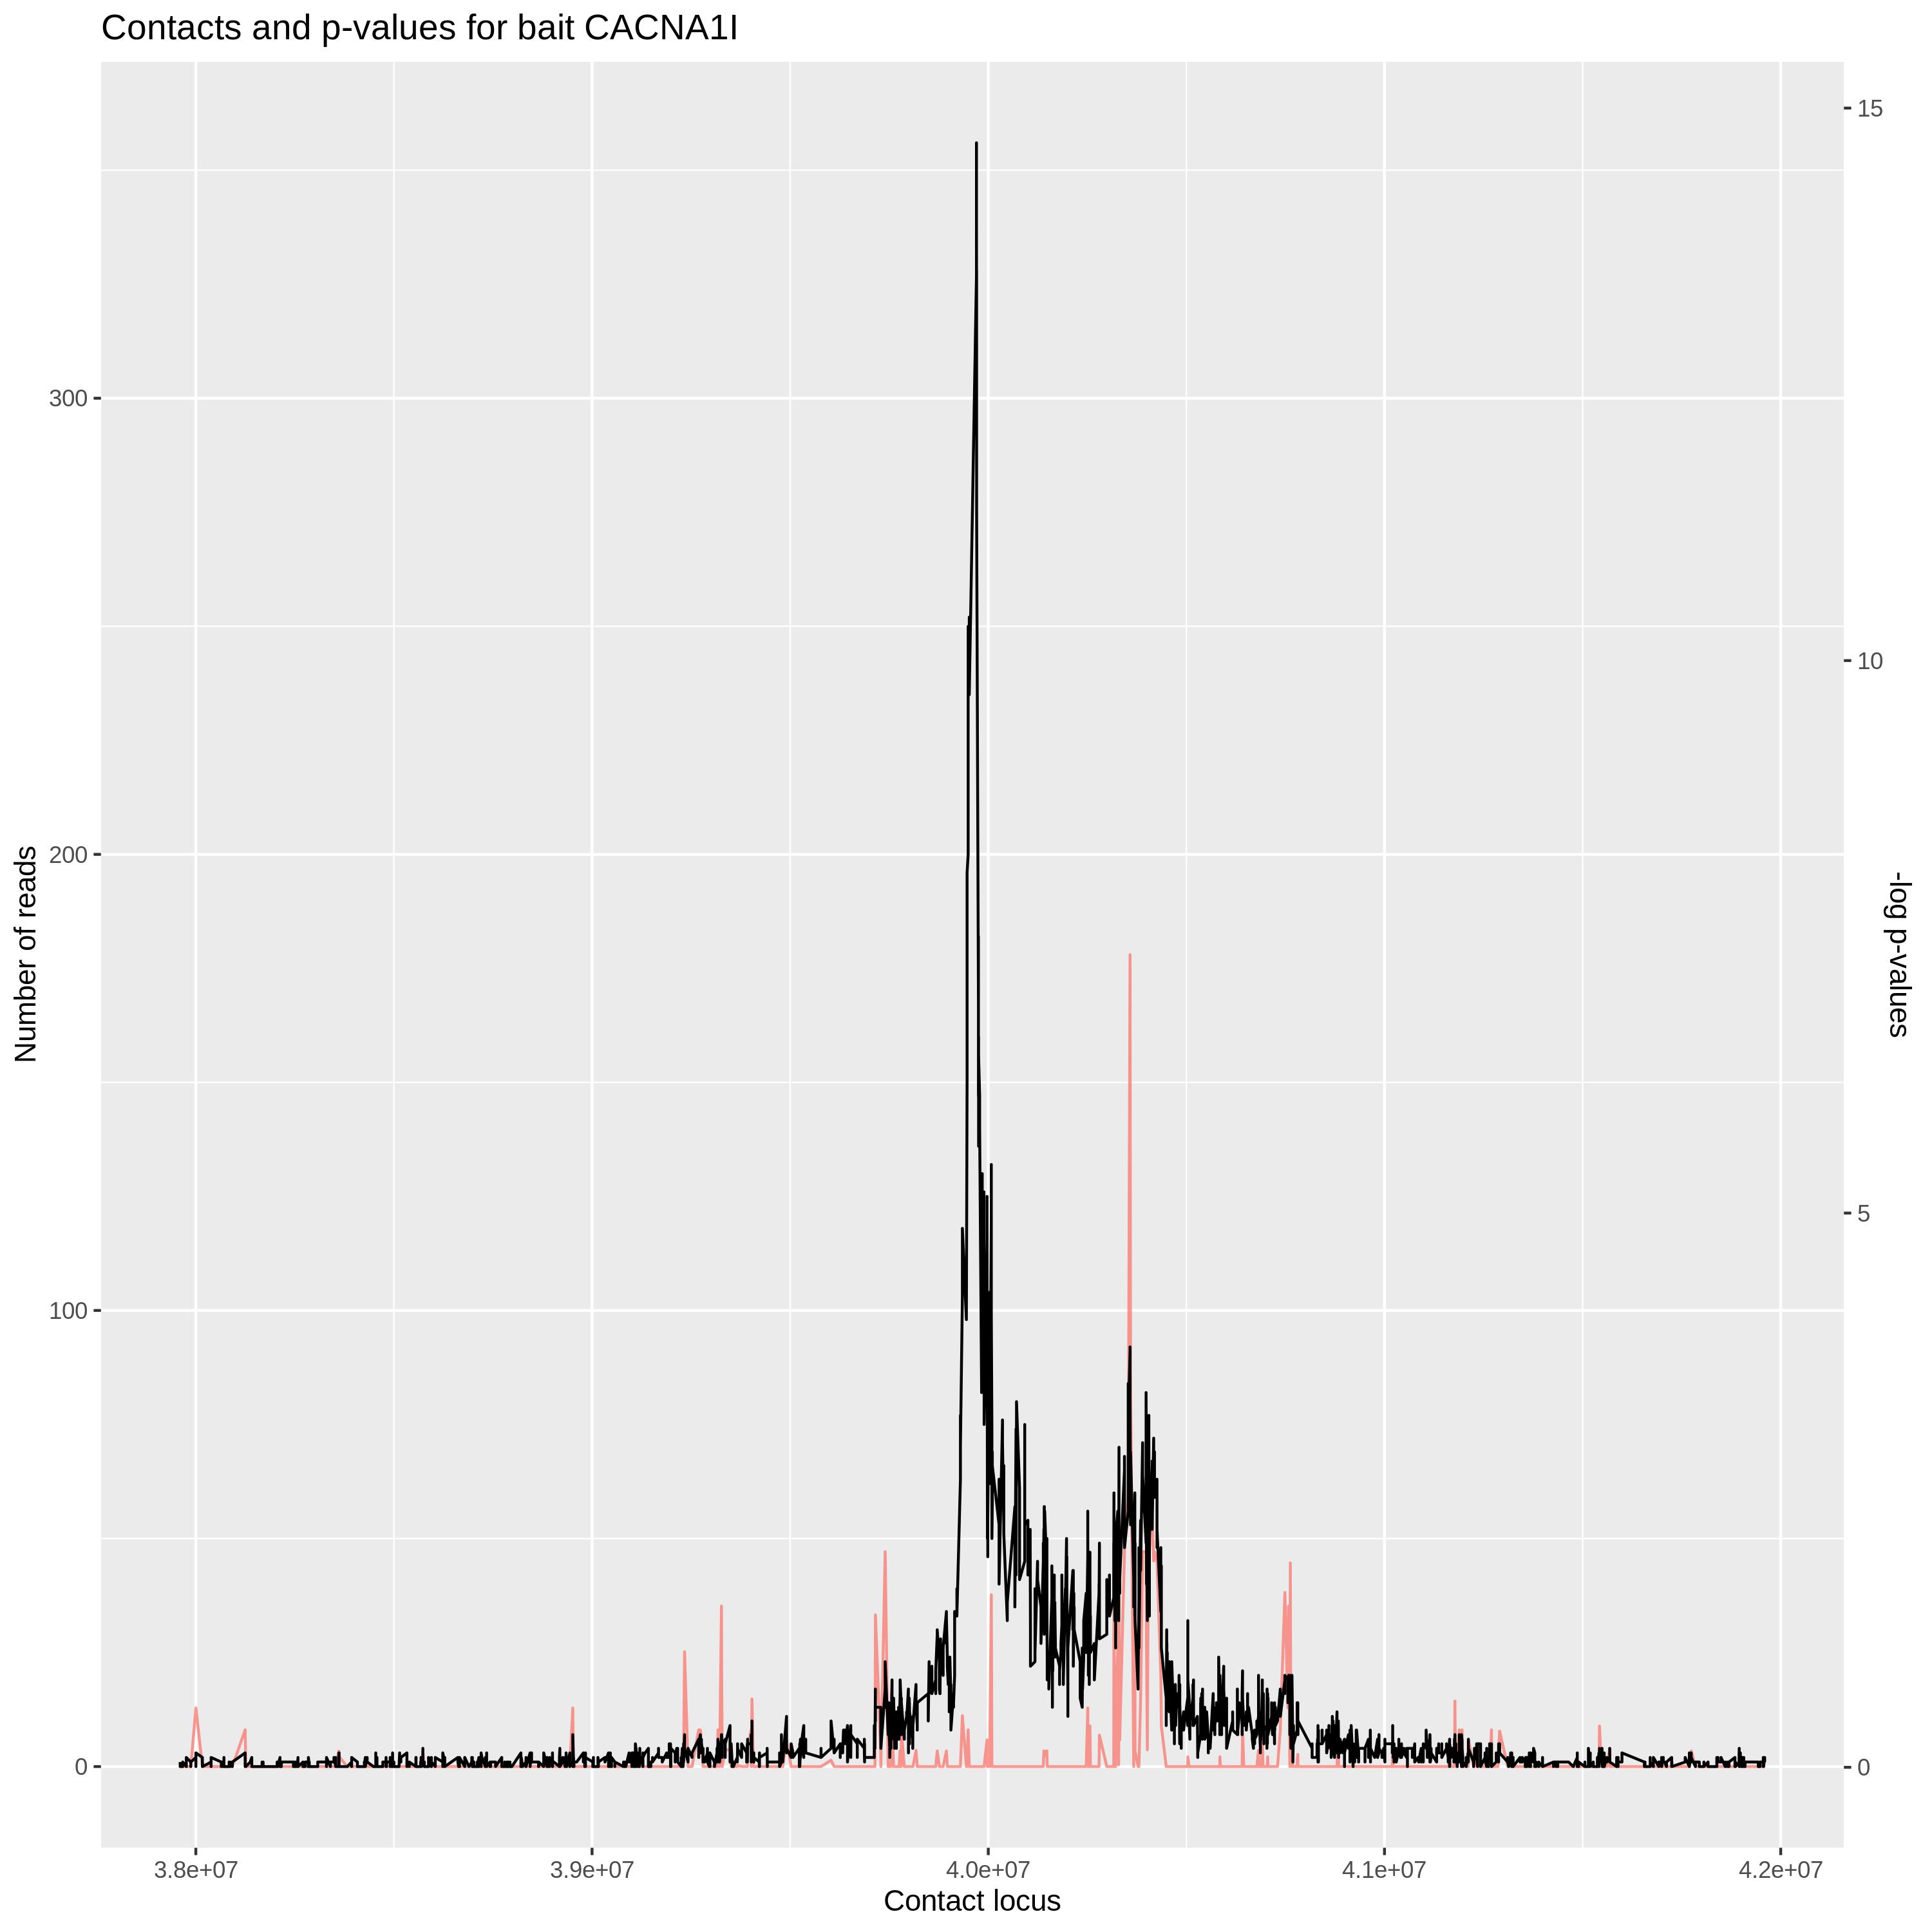 Contacts and p-values for bait CACNA1I
15
300
10
200
Number of reads
-log p-values
5
100
0
0
3.8e+07
3.9e+07
4.0e+07
4.1e+07
4.2e+07
Contact locus